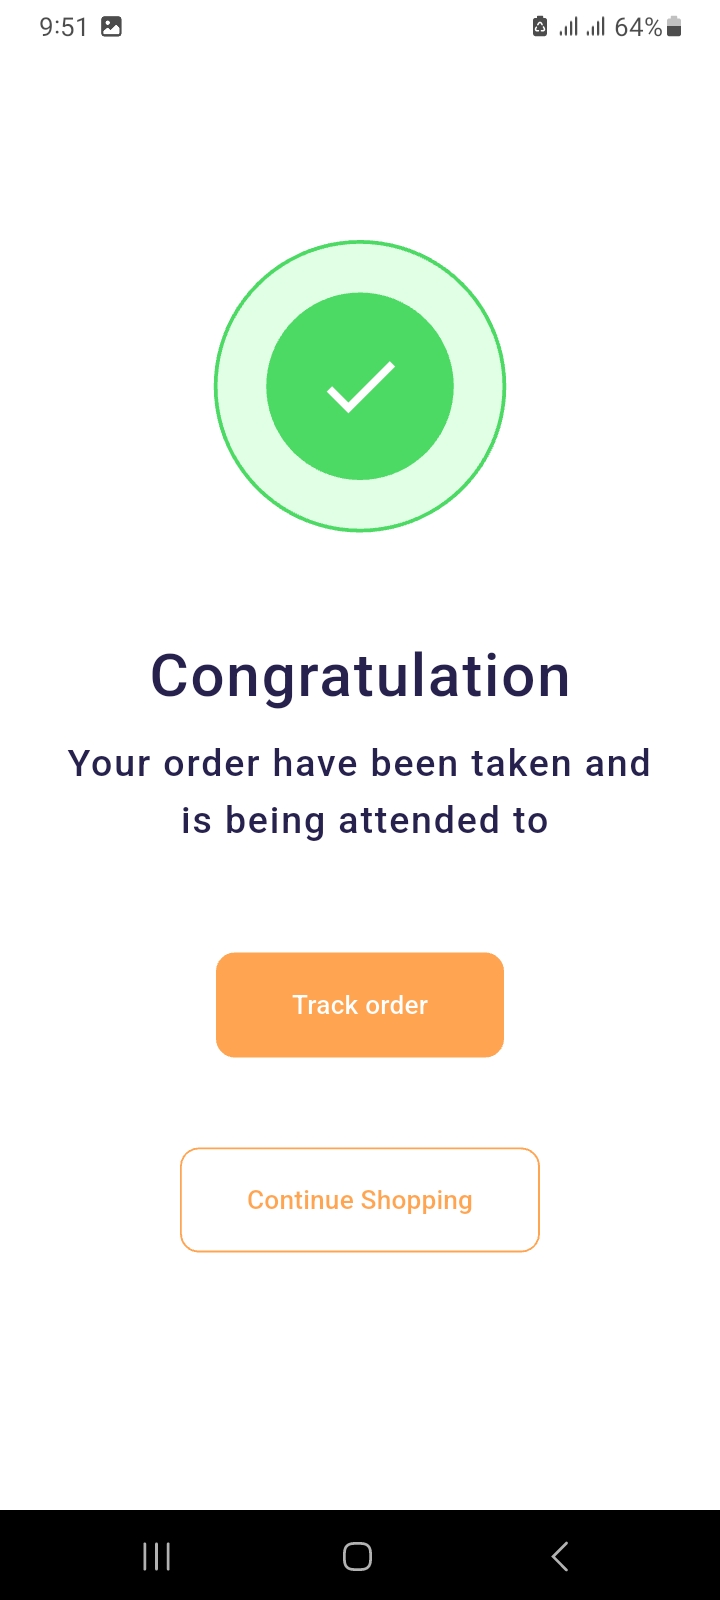 9:51
64%
Congratulation
Your order have been taken and
is being attended to
Track order
Continue Shopping